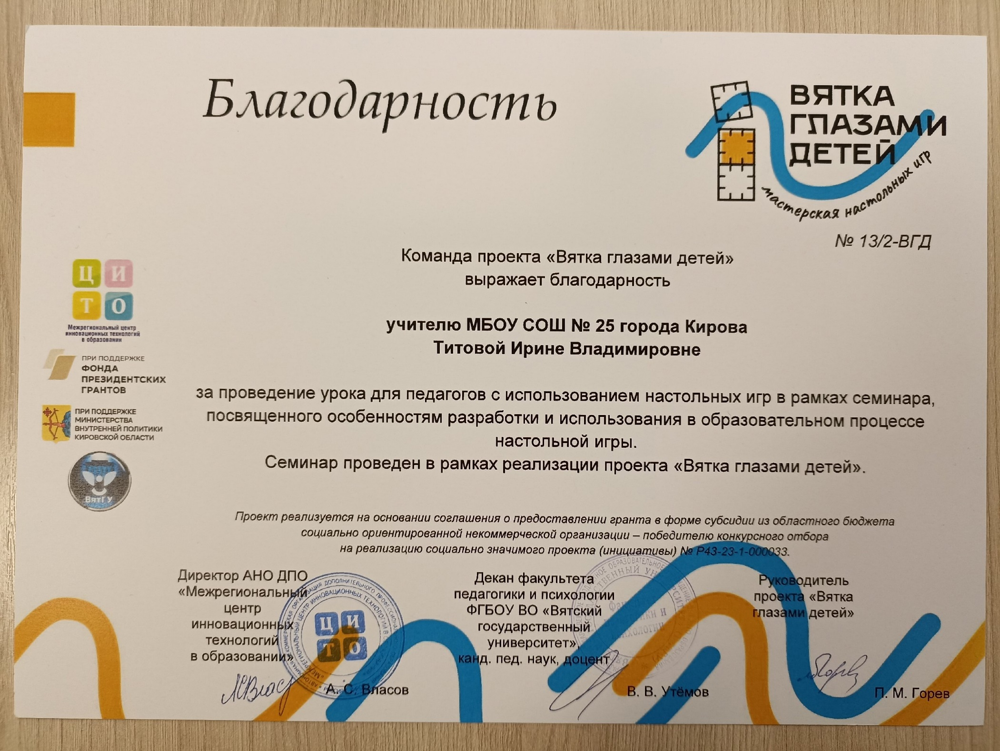 Благодарность
ВЯТКА
ГЛАЗАМИ
ДЕТЕЙ
мастерская настольных игр
№ 13/2-ВГД
Команда проекта «Вятка глазами детей»
выражает благодарность
учителю МБОУ СОШ № 25 города Кирова
Титовой Ирине Владимировне
за проведение урока для педагогов с использованием настольных игр в рамках семинара,
посвященного особенностям разработки и использования в образовательном процессе
настольной игры.
Семинар проведен в рамках реализации проекта «Вятка глазами детей».
Ц И
Т О
Межрегиональный центр
инновационных технологий
в образовании
ПРИ ПОДДЕРЖКЕ
ФОНДА
ПРЕЗИДЕНТСКИХ
ГРАНТОВ
ПРИ ПОДДЕРЖКЕ
МИНИСТЕРСТВА
ВНУТРЕННЕЙ ПОЛИТИКИ
КИРОВСКОЙ ОБЛАСТИ
ВятГУ
Проект реализуется на основании соглашения о предоставлении гранта в форме субсидии из областного бюджета
социально ориентированной некоммерческой организации – победителю конкурсного отбора
на реализацию социально значимого проекта (инициативы) № Р43-23-1-000033.
Директор АНО ДПО
«Межрегиональный
центр
инновационных
технологий
в образовании»
А. С. Власов
Ц И
Т О
Декан факультета
педагогики и психологии
ФГБОУ ВО «Вятский
государственный
университет»,
канд. пед. наук, доцент
В. В. Утёмов
Руководитель
проекта «Вятка
глазами детей»
П. М. Горев